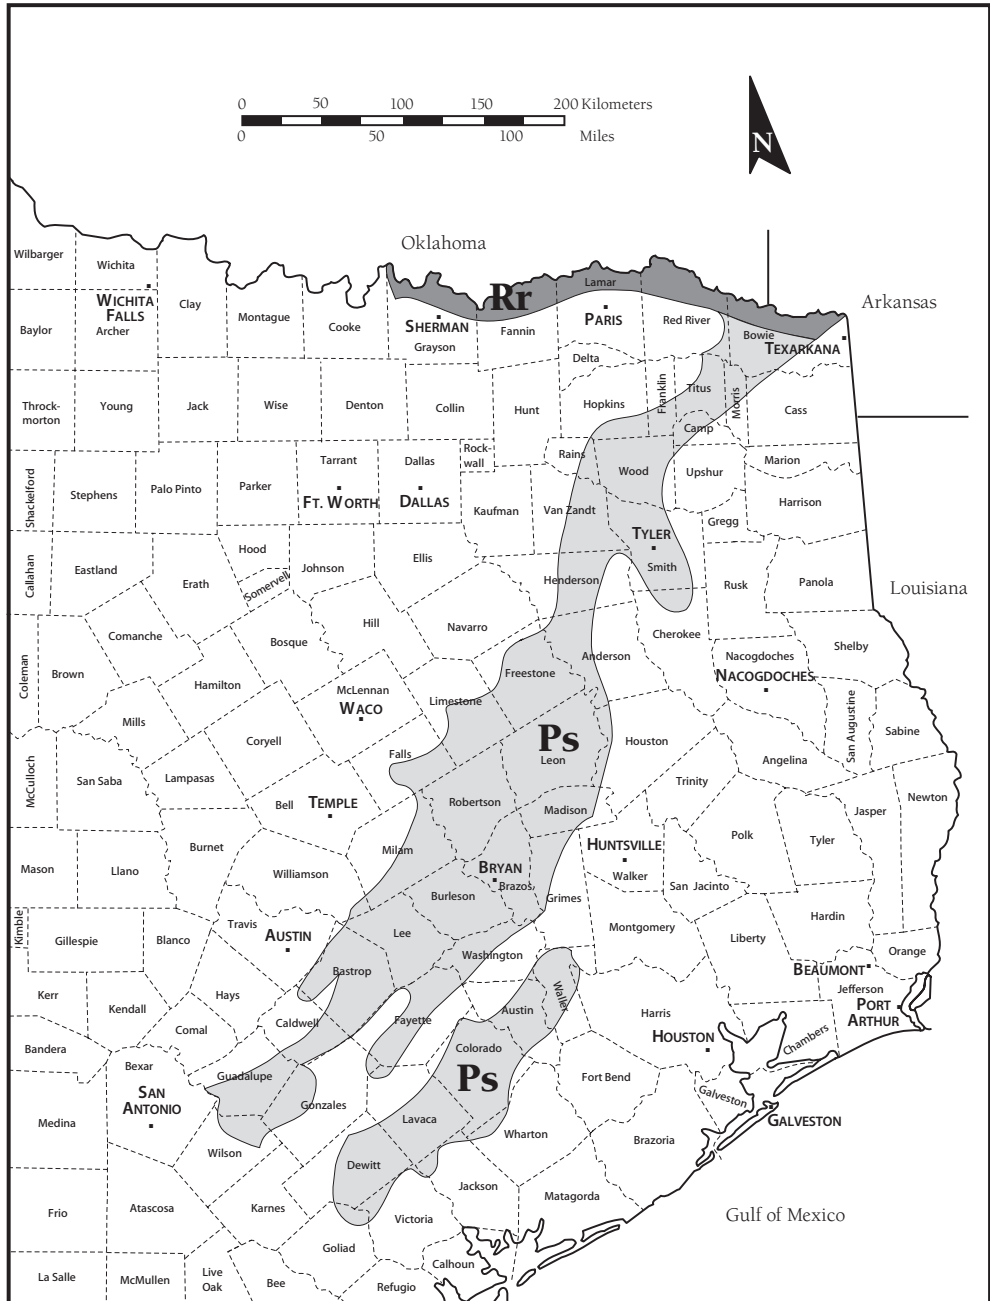 0 50 100 150 200 Kilometers
0 50 100 Miles
N
Oklahoma
Arkansas
Louisiana
Gulf of Mexico
Wilbarger
Wichita
WICHITA
FALLS
Archer
Clay
Montague
Cooke
SHERMAN
Grayson
Rr
Fannin
Lamar
PARIS
Red River
Bowie
TEXARKANA
Baylor
Delta
Throck-
morton
Young
Jack
Wise
Denton
Collin
Hunt
Hopkins
Franklin
Titus
Morris
Cass
Camp
Shackelford
Stephens
Palo Pinto
Parker
Tarrant
FT. WORTH
Dallas
DALLAS
Rock-
wall
Kaufman
Rains
Van Zandt
Wood
Upshur
Marion
Harrison
Gregg
TYLER
Smith
Callahan
Eastland
Erath
Hood
Somervell
Johnson
Ellis
Henderson
Rusk
Panola
Coleman
Brown
Comanche
Hamilton
Bosque
Hill
Navarro
Freestone
Anderson
Cherokee
Nacogdoches
NACOGDOCHES
Shelby
McLennan
WACO
Limestone
Mills
Coryell
Falls
Ps
Leon
Houston
San Augustine
Sabine
Angelina
McCulloch
San Saba
Lampasas
Bell
TEMPLE
Robertson
Madison
Trinity
Newton
Jasper
Mason
Llano
Burnet
Williamson
Milam
BRYAN
Brazos
Burleson
Grimes
HUNTSVILLE
Walker
San Jacinto
Polk
Tyler
Kimble
Gillespie
Blanco
Travis
AUSTIN
Lee
Washington
Montgomery
Liberty
Hardin
Orange
BEAUMONT
Jefferson
PORT
ARTHUR
Kerr
Kendall
Hays
Comal
Caldwell
Bastrop
Fayette
Austin
Waller
Harris
HOUSTON
Chambers
Bandera
Bexar
SAN
ANTONIO
Guadalupe
Gonzales
Colorado
Ps
Lavaca
Fort Bend
Galveston
GALVESTON
Medina
Wilson
Dewitt
Wharton
Brazoria
Frio
Atascosa
Karnes
Goliad
Victoria
Jackson
Matagorda
La Salle
McMullen
Live
Oak
Bee
Refugio
Calhoun